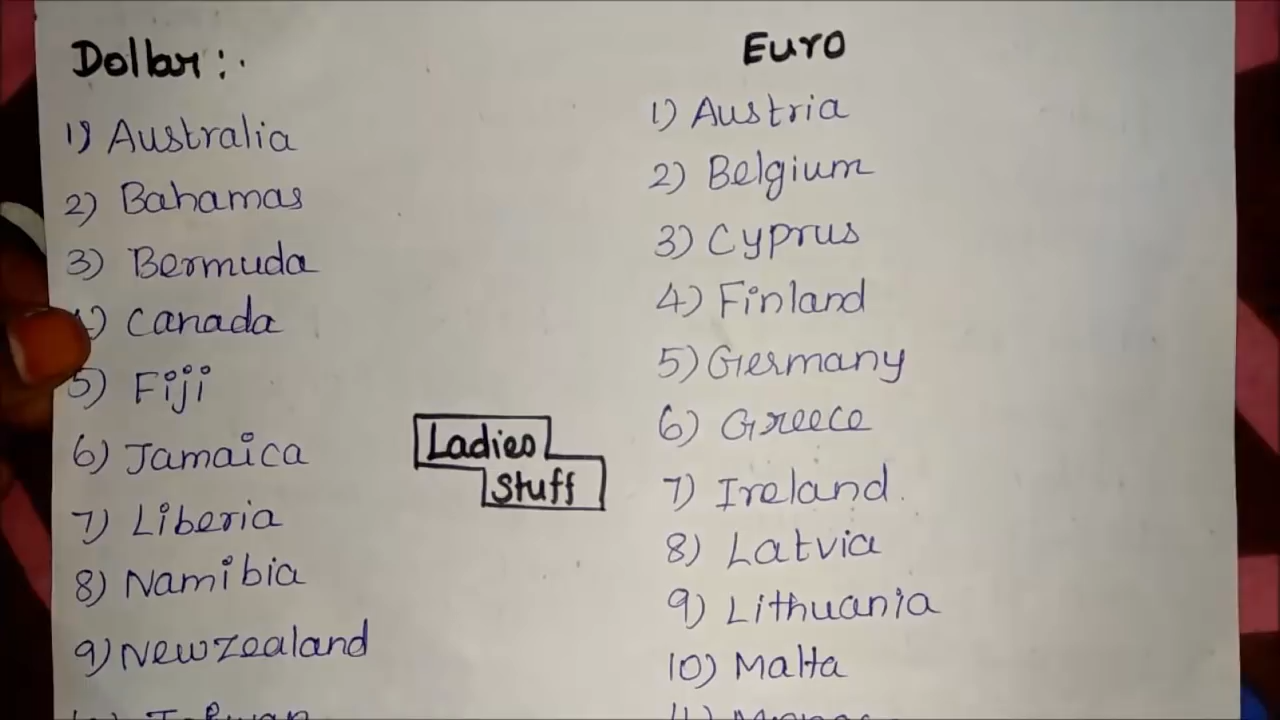 Dollar :-
1) Australia
2) Bahamas
3) Bermuda
4) Canada
5) Fiji
6) Jamaica
7) Liberia
8) Namibia
9) Newzealand
Euro
1) Austria
2) Belgium
3) Cyprus
4) Finland
5) Germany
6) Greece
7) Ireland
8) Latvia
9) Lithuania
10) Malta
Ladies
Stuff